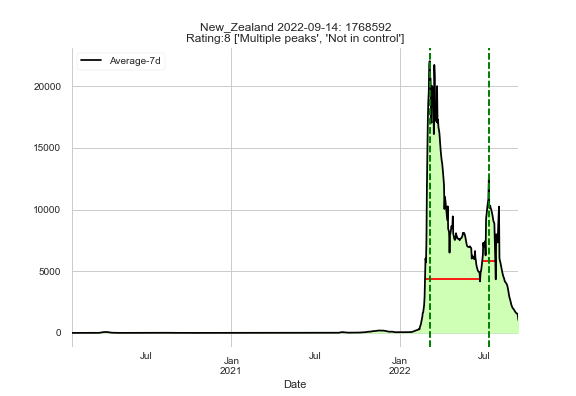 New_Zealand 2022-09-14: 1768592
Rating:8 ['Multiple peaks', 'Not in control']
Average-7d
20000
15000
10000
5000
0
Jul
Jan
2021
Jul
Jan
2022
Jul
Date